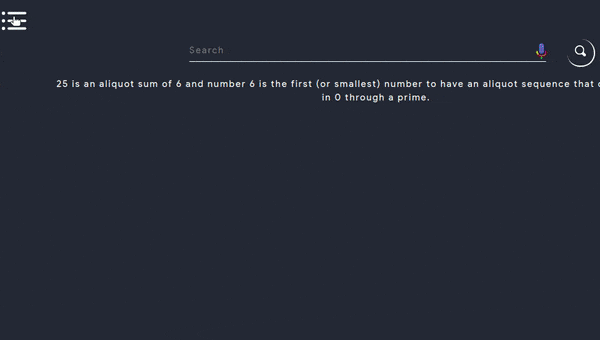 Search
25 is an aliquot sum of 6 and number 6 is the first (or smallest) number to have an aliquot sequence that
in 0 through a prime.